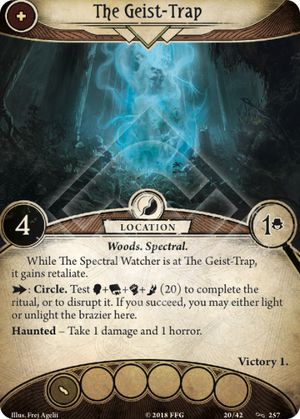 The Geist-Trap
4
LOCATION
1
Woods. Spectral.
While The Spectral Watcher is at The Geist-Trap,
it gains retaliate.
: Circle. Test + + + (20) to complete the
ritual, or to disrupt it. If you succeed, you may either light
or unlight the brazier here.
Haunted – Take 1 damage and 1 horror.
Victory 1.
Illus. Frej Agelii
© 2018 FFG
20/42
257